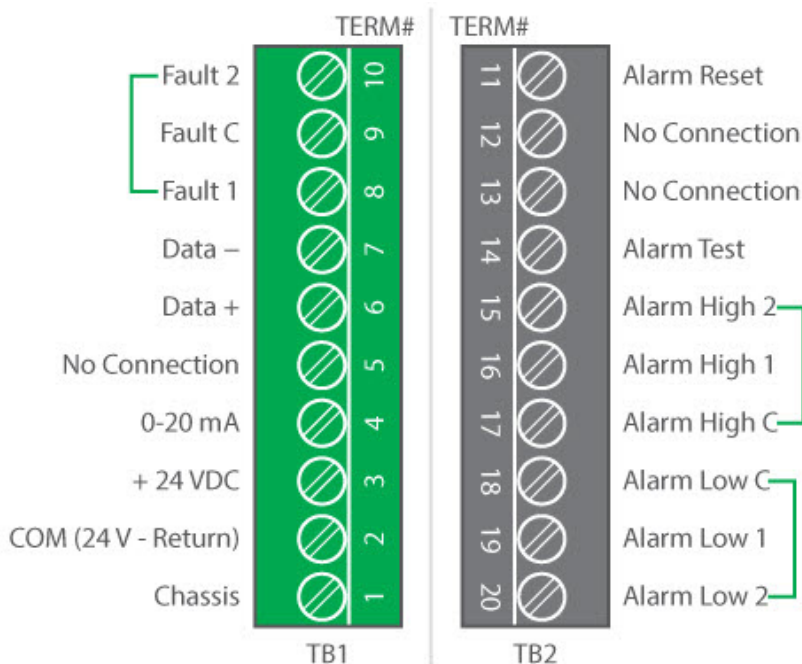 TERM#
Fault 2 10
Fault C 9
Fault 1 8
Data – 7
Data + 6
No Connection 5
0-20 mA 4
+ 24 VDC 3
COM (24 V - Return) 2
Chassis 1
TB1
TERM#
11 Alarm Reset
12 No Connection
13 No Connection
14 Alarm Test
15 Alarm High 2
16 Alarm High 1
17 Alarm High C
18 Alarm Low C
19 Alarm Low 1
20 Alarm Low 2
TB2